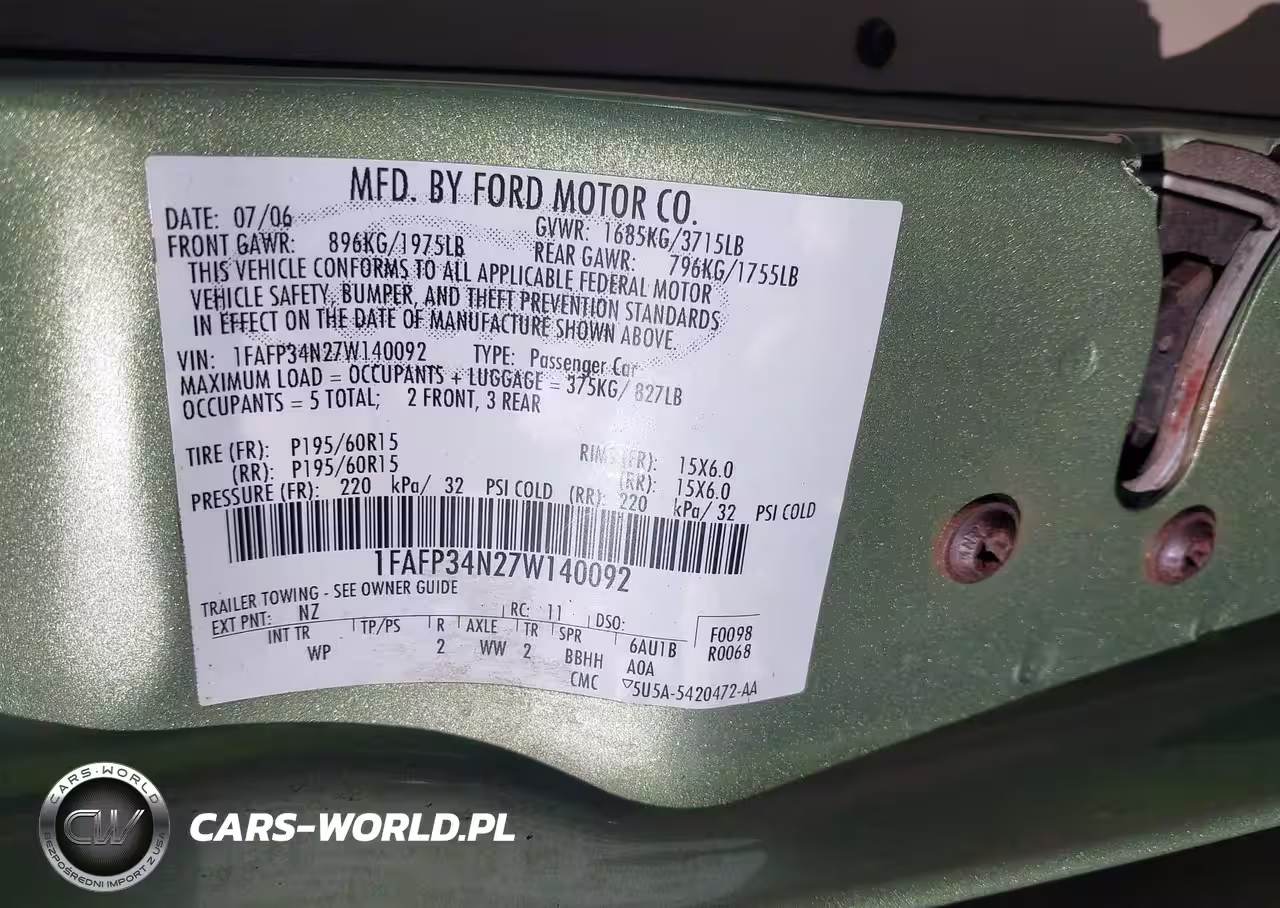 MFD. BY FORD MOTOR CO.
DATE: 07/06 GVWR: 1685KG/3715LB
FRONT GAWR: 896KG/1975LB REAR GAWR: 796KG/1755LB
THIS VEHICLE CONFORMS TO ALL APPLICABLE FEDERAL MOTOR
VEHICLE SAFETY, BUMPER, AND THEFT PREVENTION STANDARDS
IN EFFECT ON THE DATE OF MANUFACTURE SHOWN ABOVE.
VIN: 1FAFP34N27W140092 TYPE: Passenger Car
MAXIMUM LOAD = OCCUPANTS + LUGGAGE = 375KG/ 827LB
OCCUPANTS = 5 TOTAL; 2 FRONT, 3 REAR
TIRE (FR): P195/60R15 RIMS (FR): 15X6.0
(RR): P195/60R15 (RR): 15X6.0
PRESSURE (FR): 220 kPa/ 32 PSI COLD (RR): 220 kPa/ 32 PSI COLD
1FAFP34N27W140092
TRAILER TOWING - SEE OWNER GUIDE
EXT PNT: NZ RC: 11 DSO: F0098
INT TR TP/PS R AXLE TR SPR 6AU1B R0068
WP 2 WW 2 BBHH A0A
CMC ▽5U5A-5420472-AA
CARS-WORLD
CW
BEZPOŚREDNI IMPORT Z USA
CARS-WORLD.PL